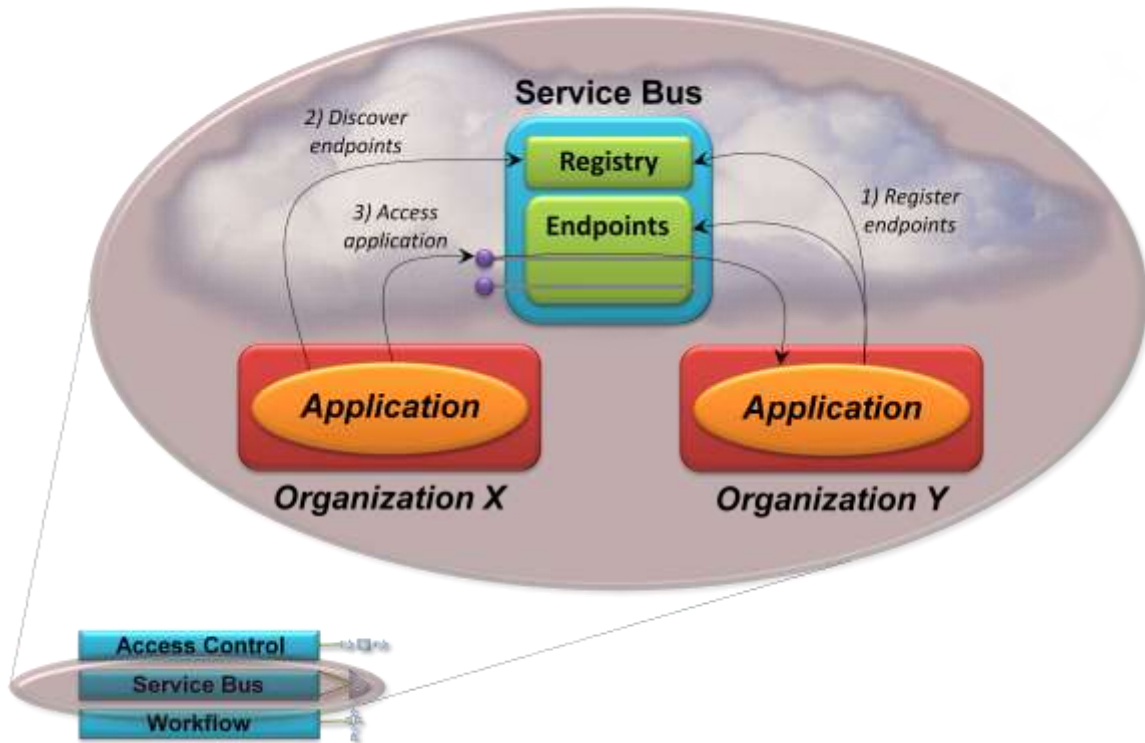 Service Bus
2) Discover
endpoints
Registry
1) Register
endpoints
3) Access
application
Endpoints
Application
Application
Organization X
Organization Y
Access Control
Service Bus
Workflow